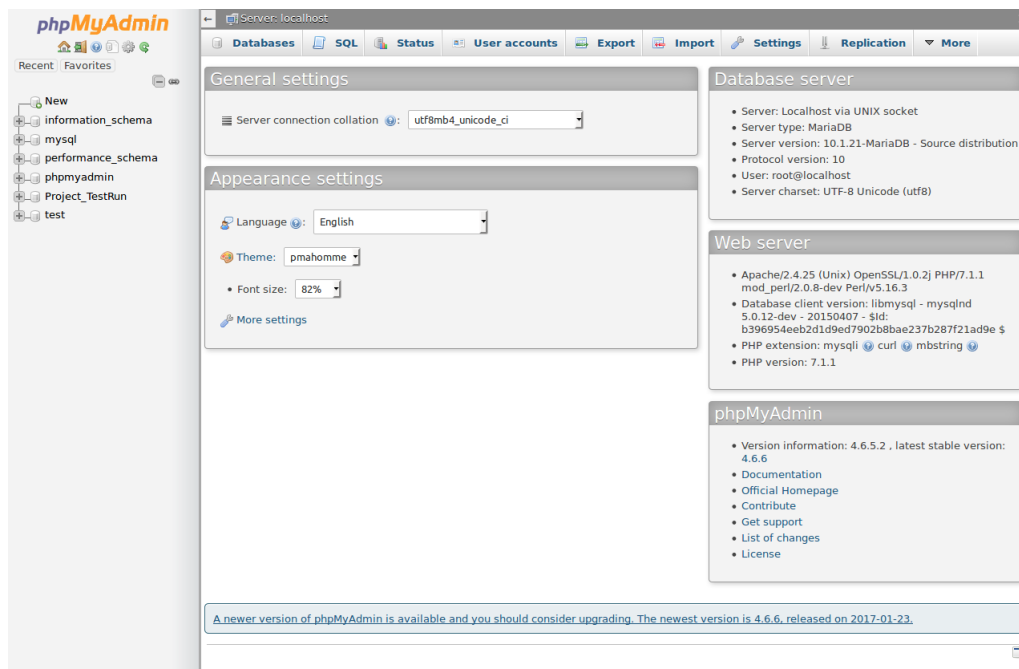 phpMyAdmin
Recent Favorites
New
information_schema
mysql
performance_schema
phpmyadmin
Project_TestRun
test
Server: localhost
Databases SQL Status User accounts Export Import Settings Replication More
General settings
Server connection collation : utf8mb4_unicode_ci
Appearance settings
Language : English
Theme: pmahomme
• Font size: 82%
More settings
Database server
• Server: Localhost via UNIX socket
• Server type: MariaDB
• Server version: 10.1.21-MariaDB - Source distribution
• Protocol version: 10
• User: root@localhost
• Server charset: UTF-8 Unicode (utf8)
Web server
• Apache/2.4.25 (Unix) OpenSSL/1.0.2j PHP/7.1.1
mod_perl/2.0.8-dev Perl/v5.16.3
• Database client version: libmysql - mysqlnd
5.0.12-dev - 20150407 - $Id:
b396954eeb2d1d9ed7902b8bae237b287f21ad9e $
• PHP extension: mysqli curl mbstring
• PHP version: 7.1.1
phpMyAdmin
• Version information: 4.6.5.2 , latest stable version:
4.6.6
• Documentation
• Official Homepage
• Contribute
• Get support
• List of changes
• License
A newer version of phpMyAdmin is available and you should consider upgrading. The newest version is 4.6.6, released on 2017-01-23.